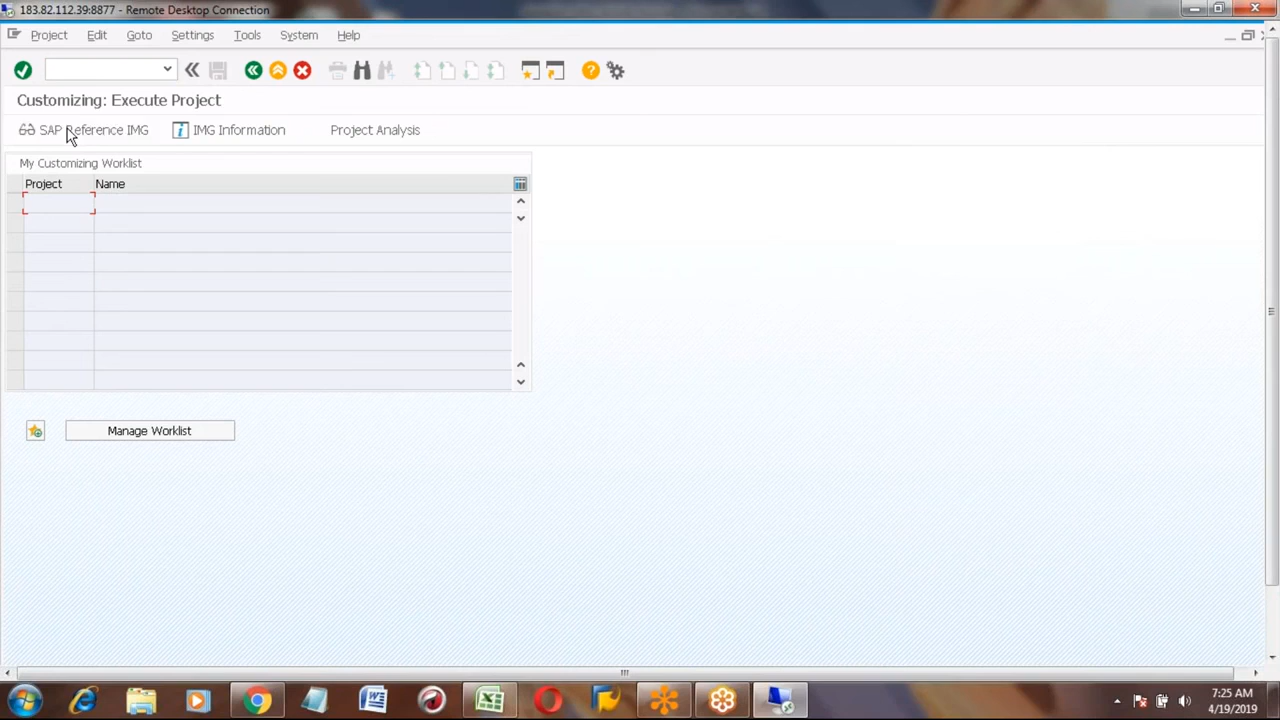 183.82.112.39:8877 - Remote Desktop Connection
Project Edit Goto Settings Tools System Help
Customizing: Execute Project
SAP Reference IMG IMG Information Project Analysis
My Customizing Worklist
Project Name
Manage Worklist
7:25 AM
4/19/2019